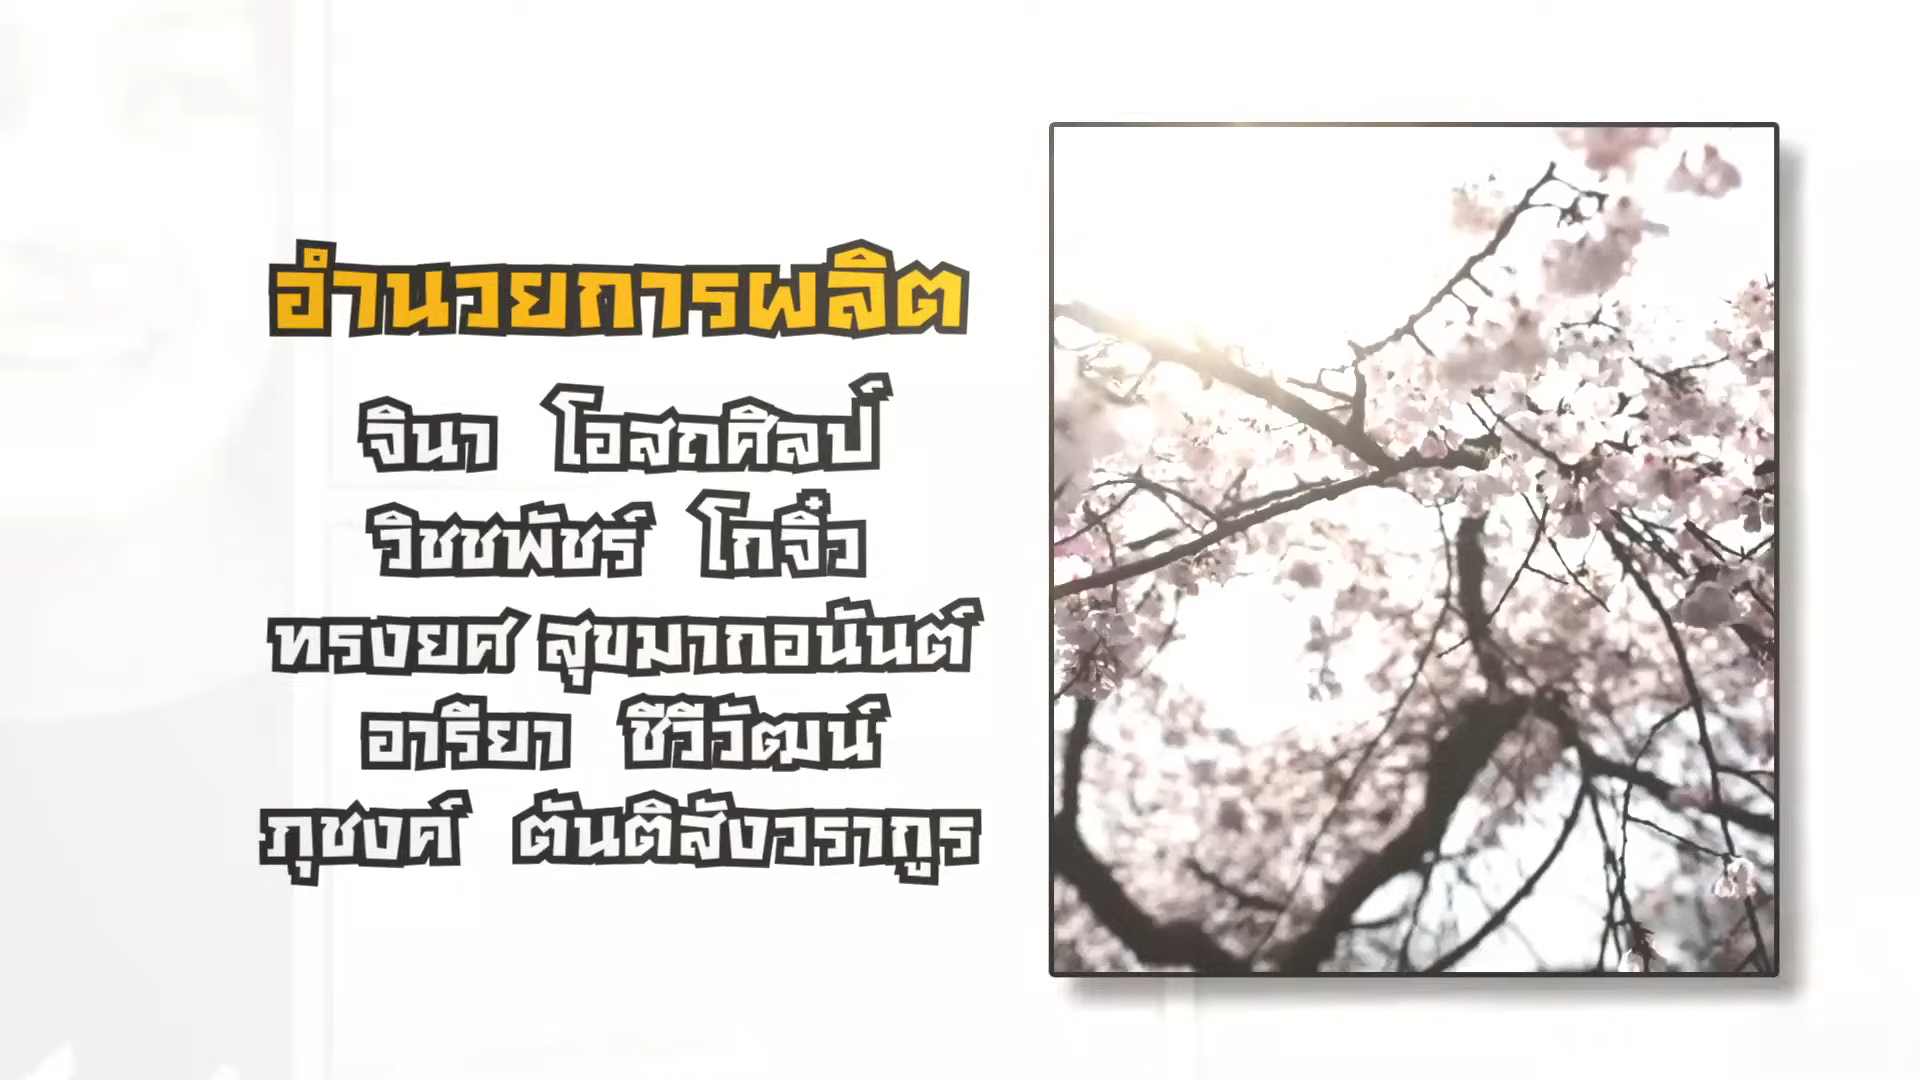 อำนวยการผลิต
จินา โอสถศิลป์
วิชชพัชร์ โกจิ๋ว
ทรงยศ สุขมากอนันต์
อารียา ชีวีวัฒน์
ภุชงค์ ตันติสังวรากูร